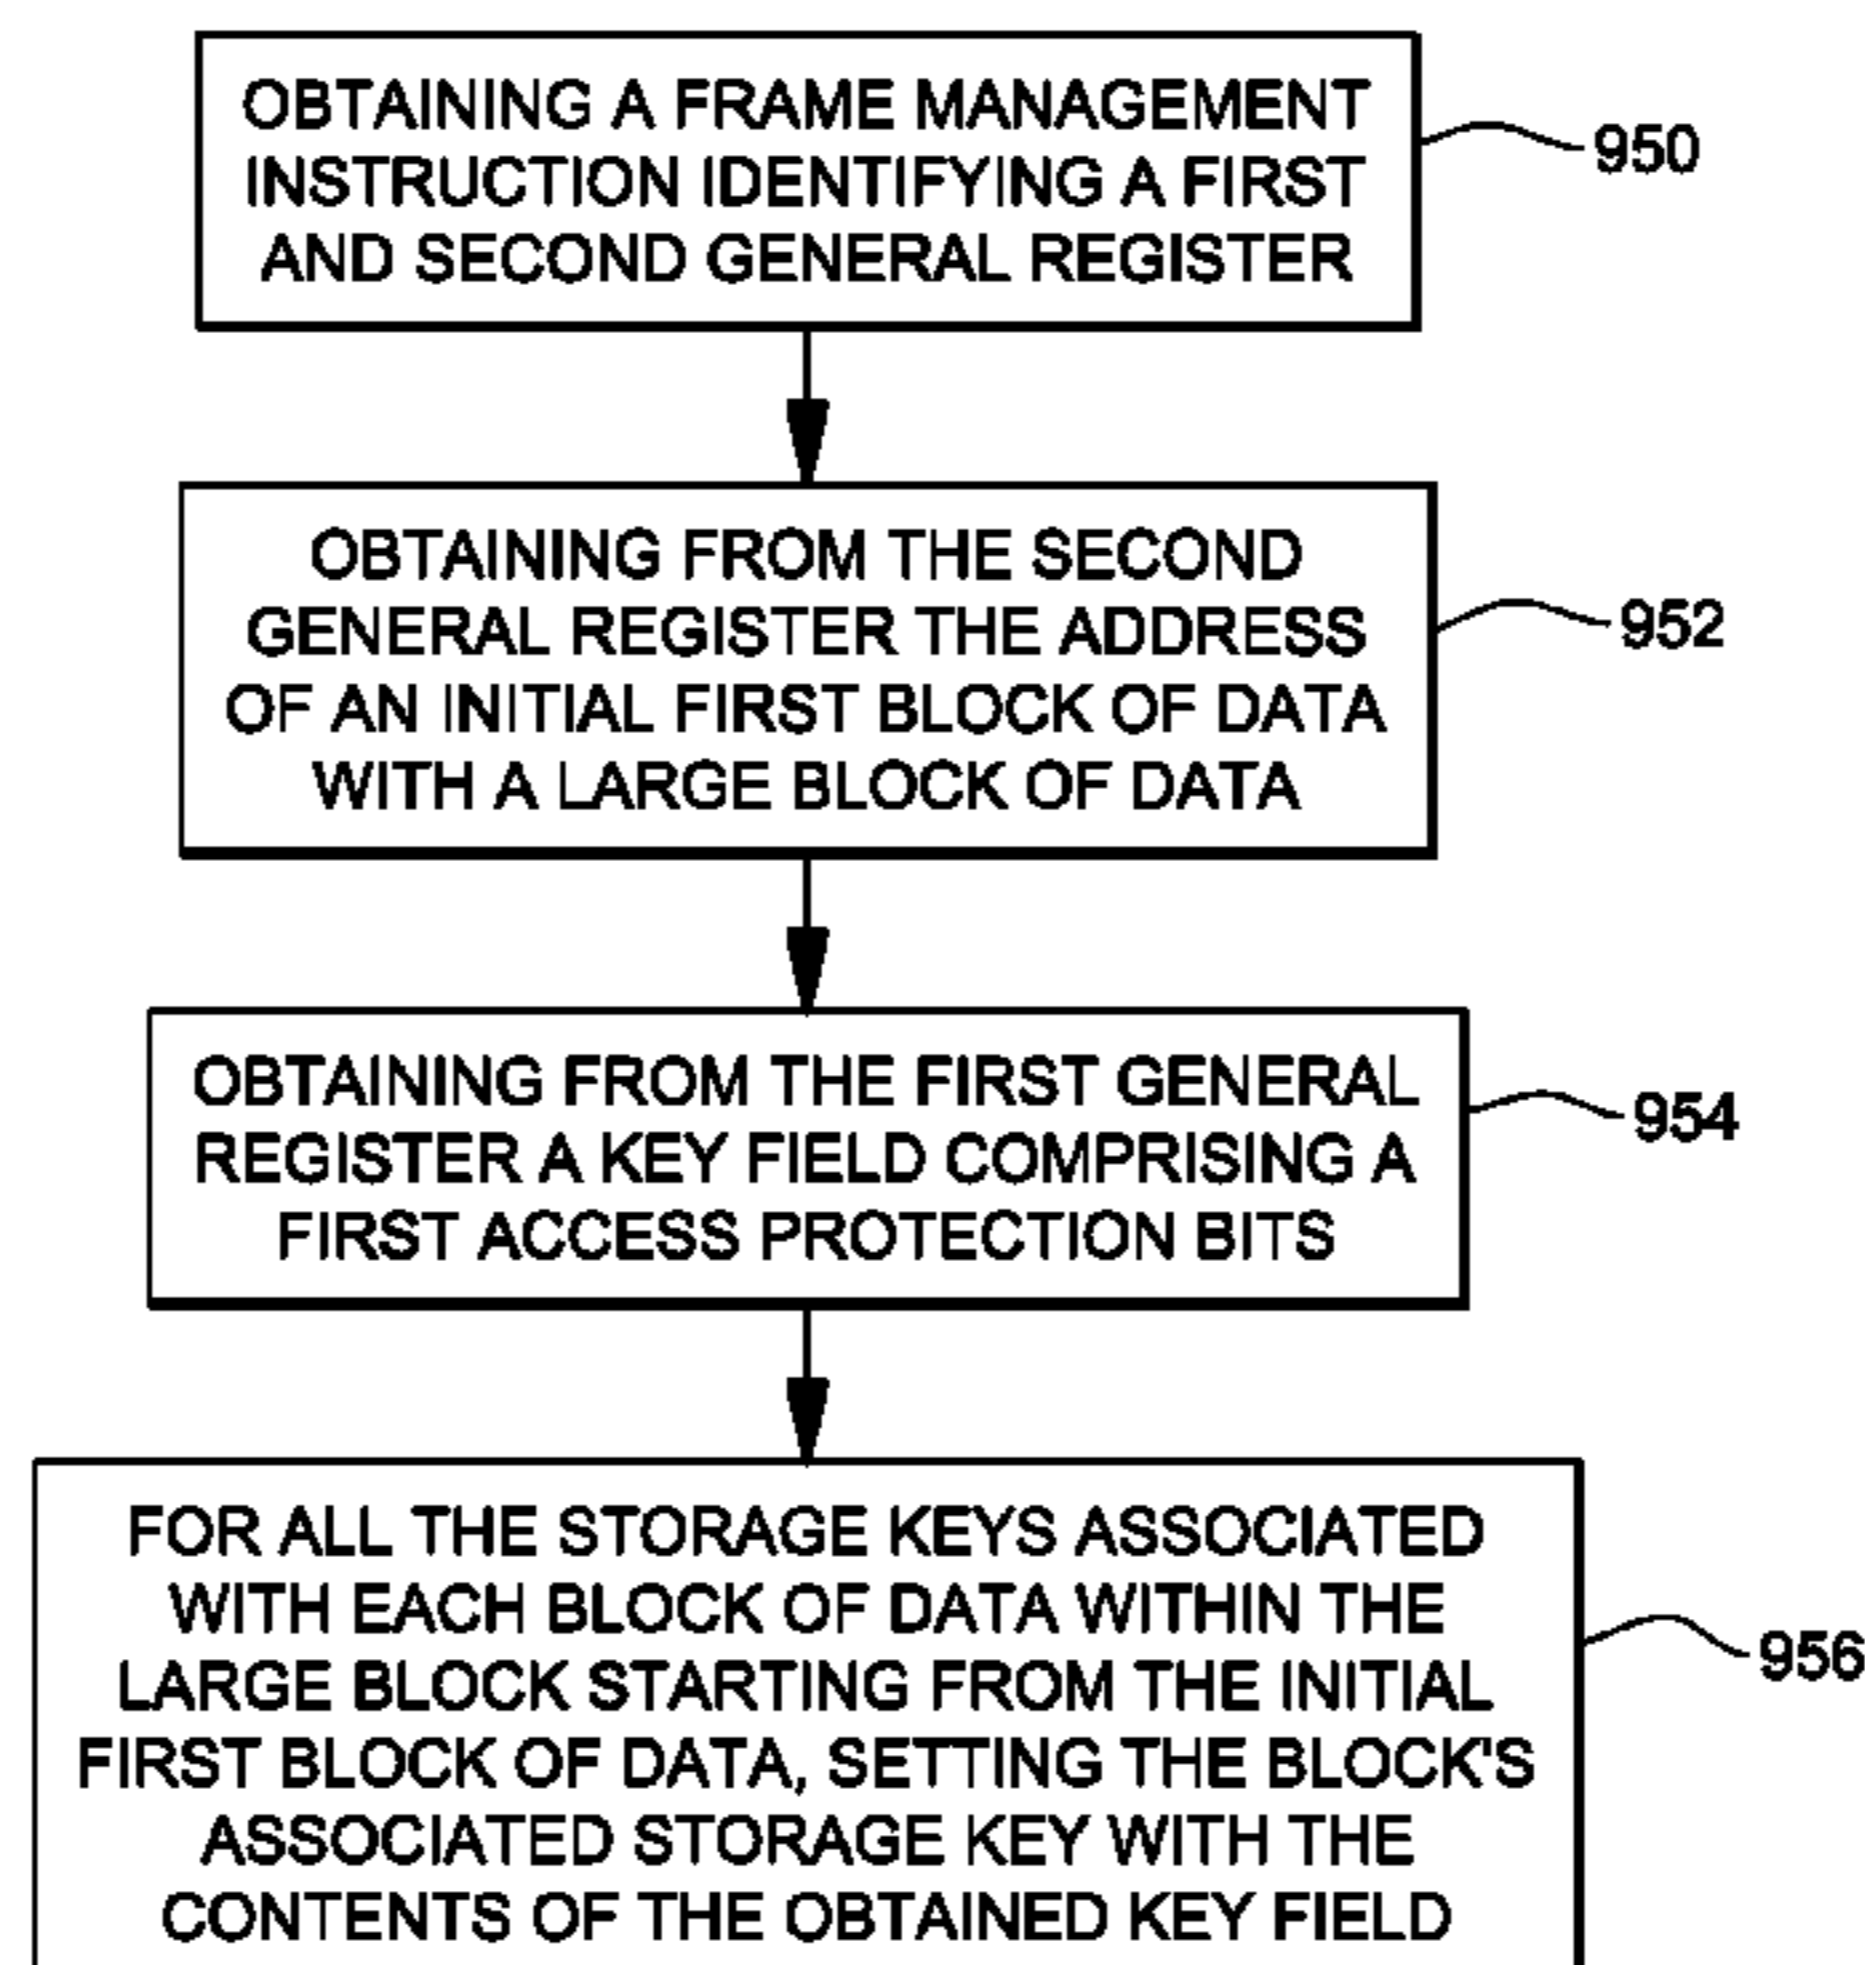 OBTAINING A FRAME MANAGEMENT
INSTRUCTION IDENTIFYING A FIRST
AND SECOND GENERAL REGISTER
950
OBTAINING FROM THE SECOND
GENERAL REGISTER THE ADDRESS
OF AN INITIAL FIRST BLOCK OF DATA
WITH A LARGE BLOCK OF DATA
952
OBTAINING FROM THE FIRST GENERAL
REGISTER A KEY FIELD COMPRISING A
FIRST ACCESS PROTECTION BITS
954
FOR ALL THE STORAGE KEYS ASSOCIATED
WITH EACH BLOCK OF DATA WITHIN THE
LARGE BLOCK STARTING FROM THE INITIAL
FIRST BLOCK OF DATA, SETTING THE BLOCK'S
ASSOCIATED STORAGE KEY WITH THE
CONTENTS OF THE OBTAINED KEY FIELD
956